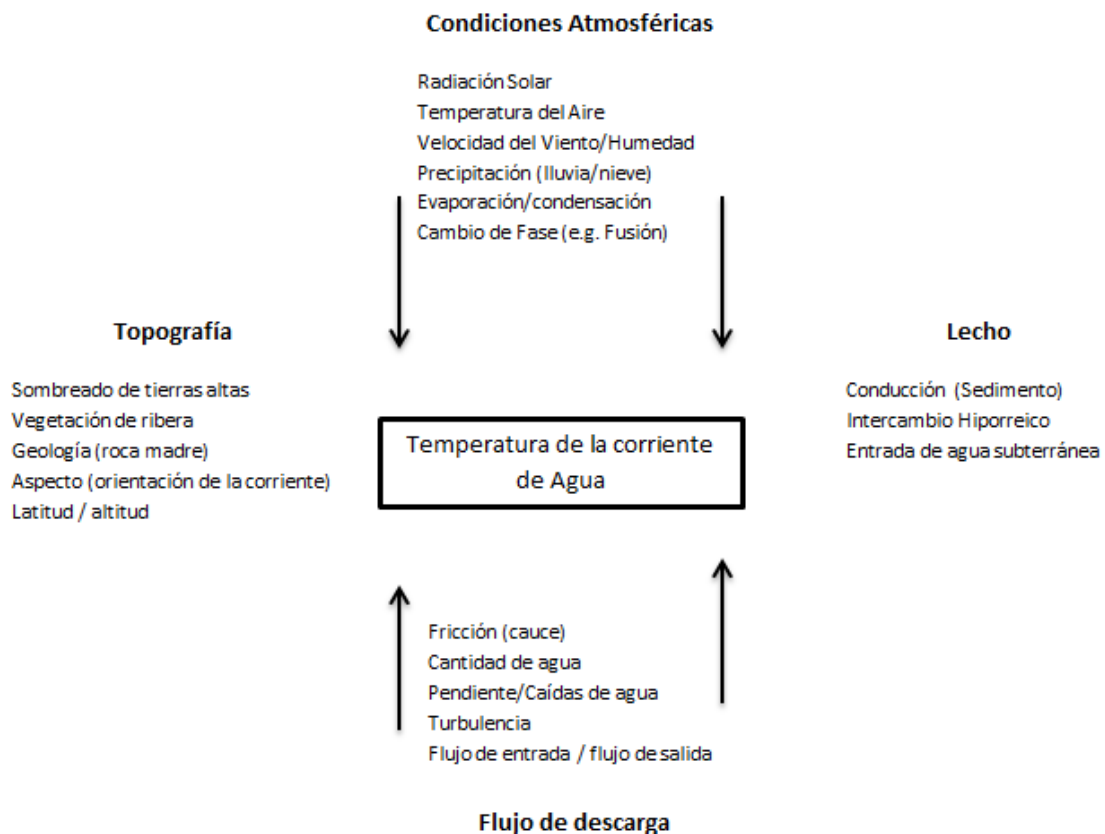 Condiciones Atmosféricas
Radiación Solar
Temperatura del Aire
Velocidad del Viento/Humedad
Precipitación (lluvia/nieve)
Evaporación/condensación
Cambio de Fase (e.g. Fusión)
Topografía
Sombreado de tierras altas
Vegetación de ribera
Geología (roca madre)
Aspecto (orientación de la corriente)
Latitud / altitud
Temperatura de la corriente
de Agua
Lecho
Conducción (Sedimento)
Intercambio Hiporreico
Entrada de agua subterránea
Fricción (cauce)
Cantidad de agua
Pendiente/Caídas de agua
Turbulencia
Flujo de entrada / flujo de salida
Flujo de descarga